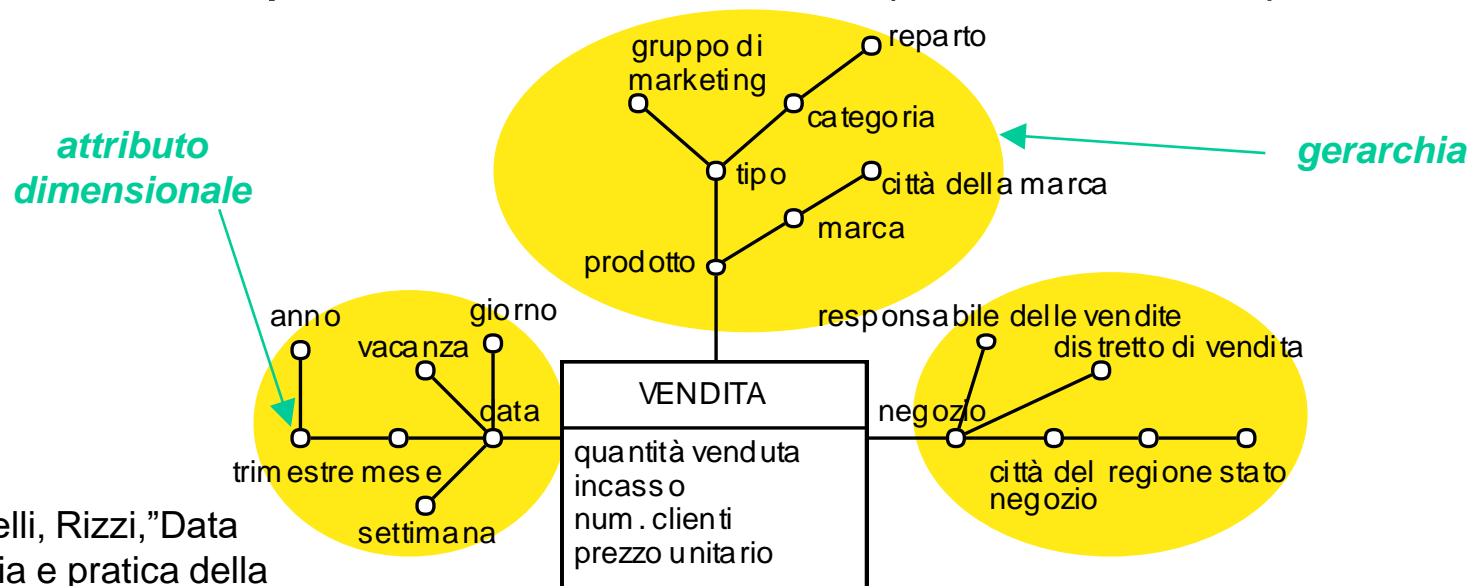 gruppo di
marketing
reparto
categoria
attributo
dimensionale
gerarchia
tipo
città della marca
marca
prodotto
anno
giorno
vacanza
responsabile delle vendite
distretto di vendita
VENDITA
data
negozio
trimestre mese
settimana
quantità venduta
incasso
num. clienti
prezzo unitario
città del regione stato
negozio
elli, Rizzi,”Data
ia e pratica della